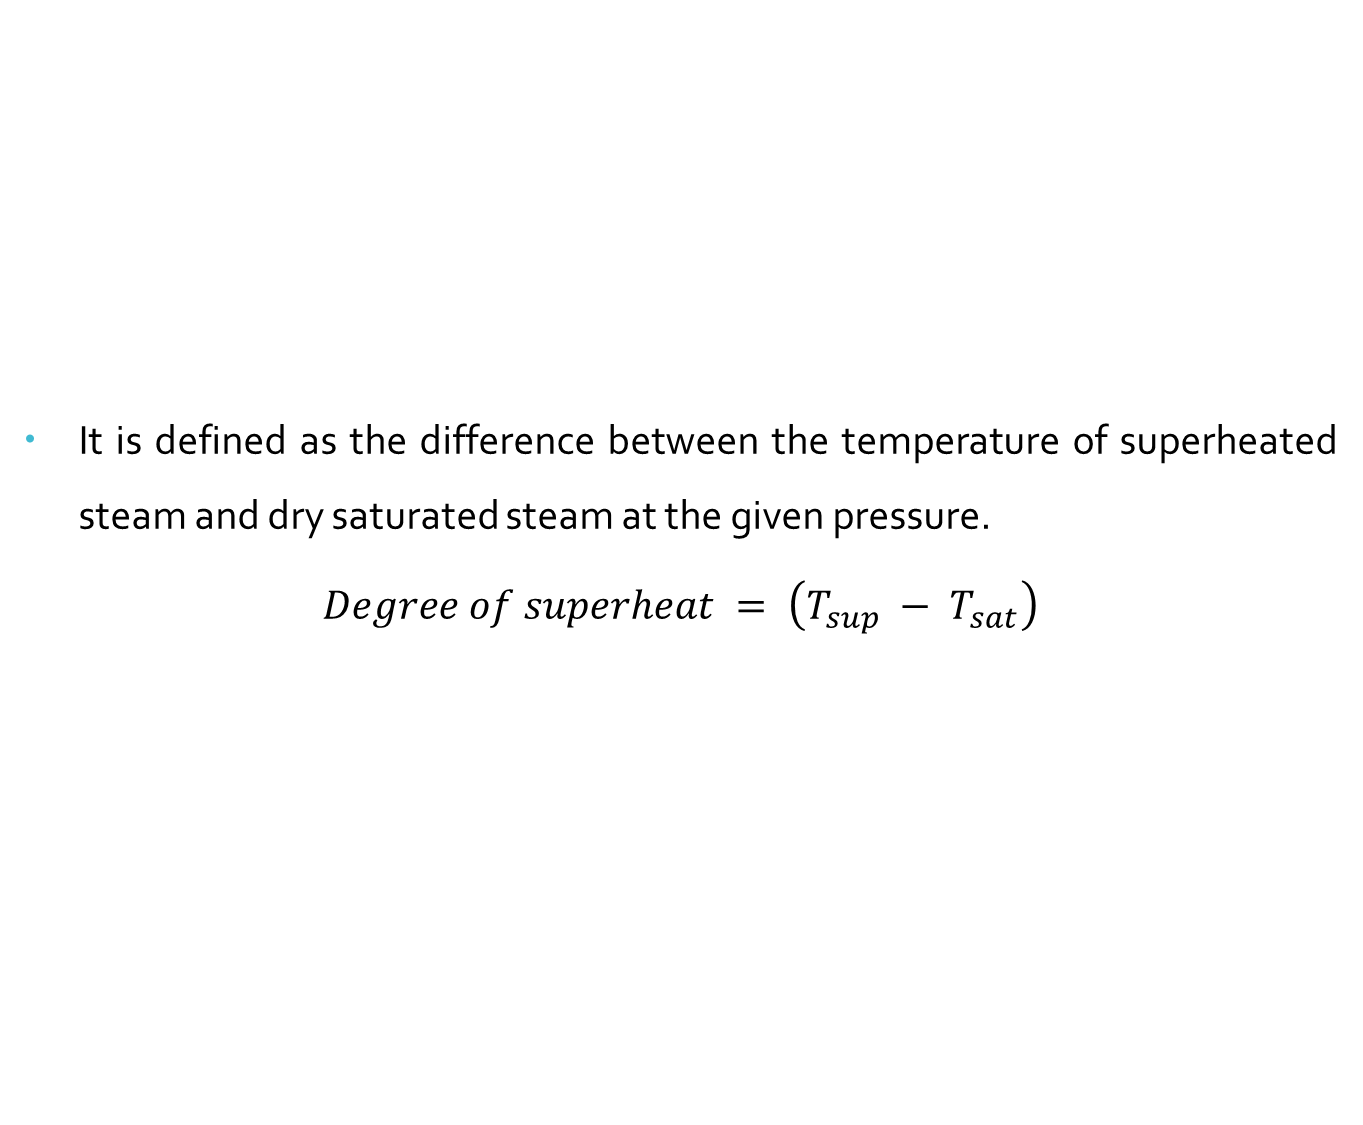 • It is defined as the difference between the temperature of superheated
steam and dry saturated steam at the given pressure.
Degree of superheat = (T_sup − T_sat)